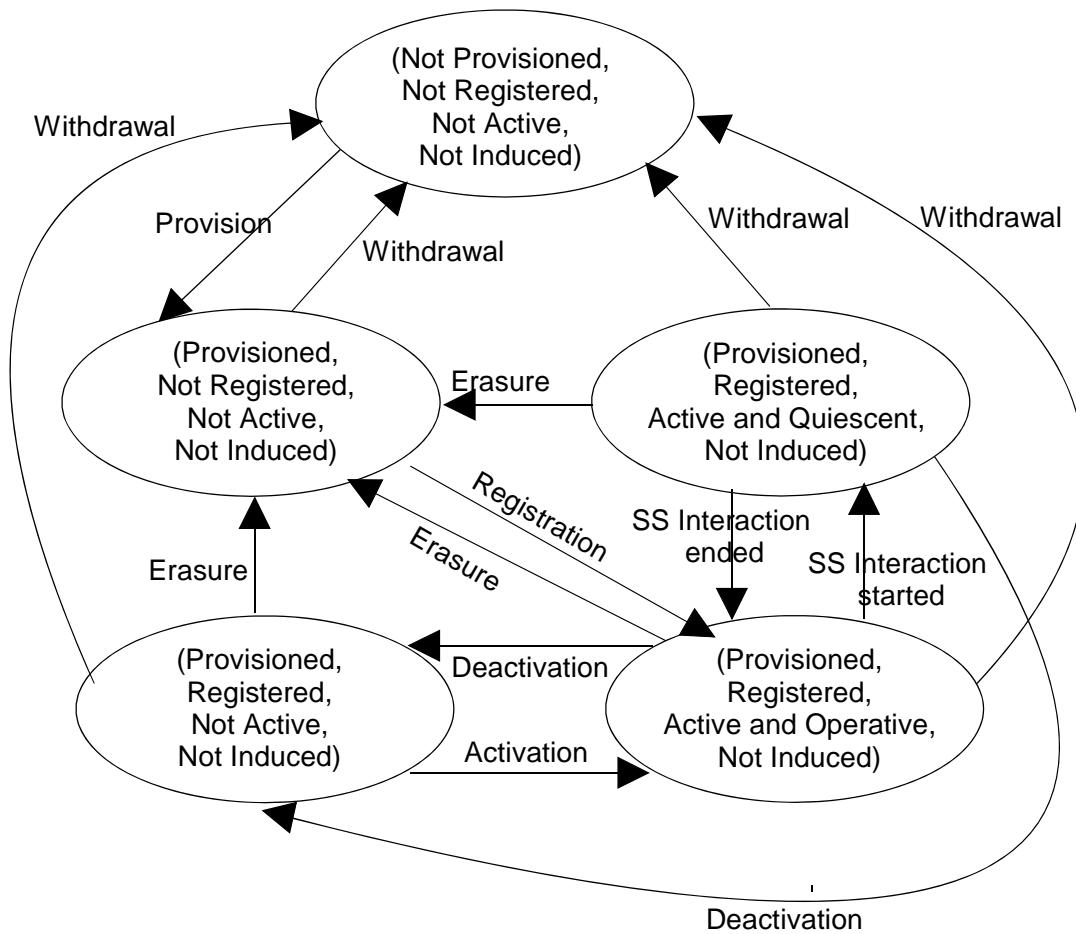 (Not Provisioned,
Not Registered,
Not Active,
Not Induced)
Withdrawal
Provision
Withdrawal
Withdrawal
Withdrawal
(Provisioned,
Not Registered,
Not Active,
Not Induced)
Erasure
(Provisioned,
Registered,
Active and Quiescent,
Not Induced)
Registration
Erasure
SS Interaction
ended
SS Interaction
started
Erasure
(Provisioned,
Registered,
Not Active,
Not Induced)
Deactivation
Activation
(Provisioned,
Registered,
Active and Operative,
Not Induced)
Deactivation